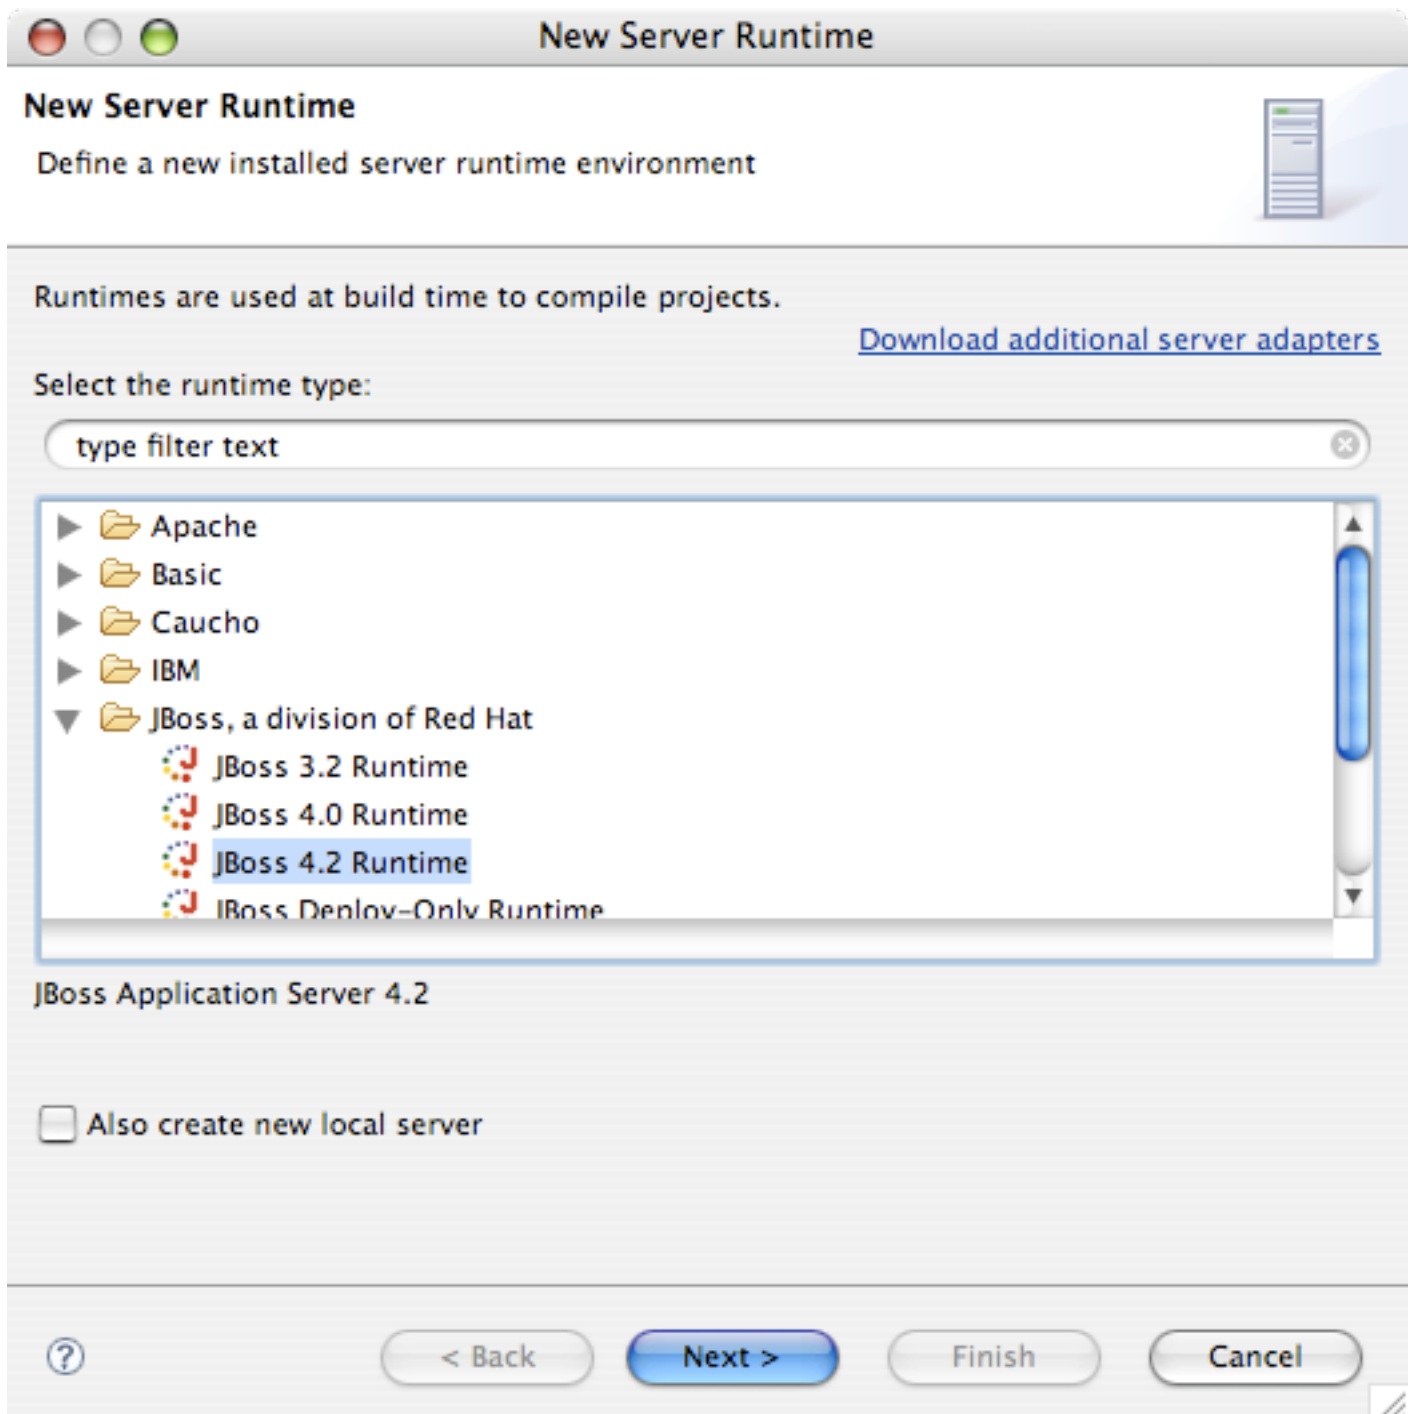 New Server Runtime
New Server Runtime
Define a new installed server runtime environment
Runtimes are used at build time to compile projects.
Download additional server adapters
Select the runtime type:
type filter text
Apache
Basic
Caucho
IBM
JBoss, a division of Red Hat
JBoss 3.2 Runtime
JBoss 4.0 Runtime
JBoss 4.2 Runtime
JBoss Deploy-Only Runtime
JBoss Application Server 4.2
Also create new local server
? < Back Next > Finish Cancel